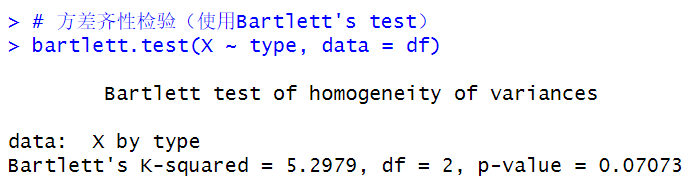 > # 方差齐性检验（使用Bartlett's test）
> bartlett.test(X ~ type, data = df)
Bartlett test of homogeneity of variances
data:  X by type
Bartlett's K-squared = 5.2979, df = 2, p-value = 0.07073